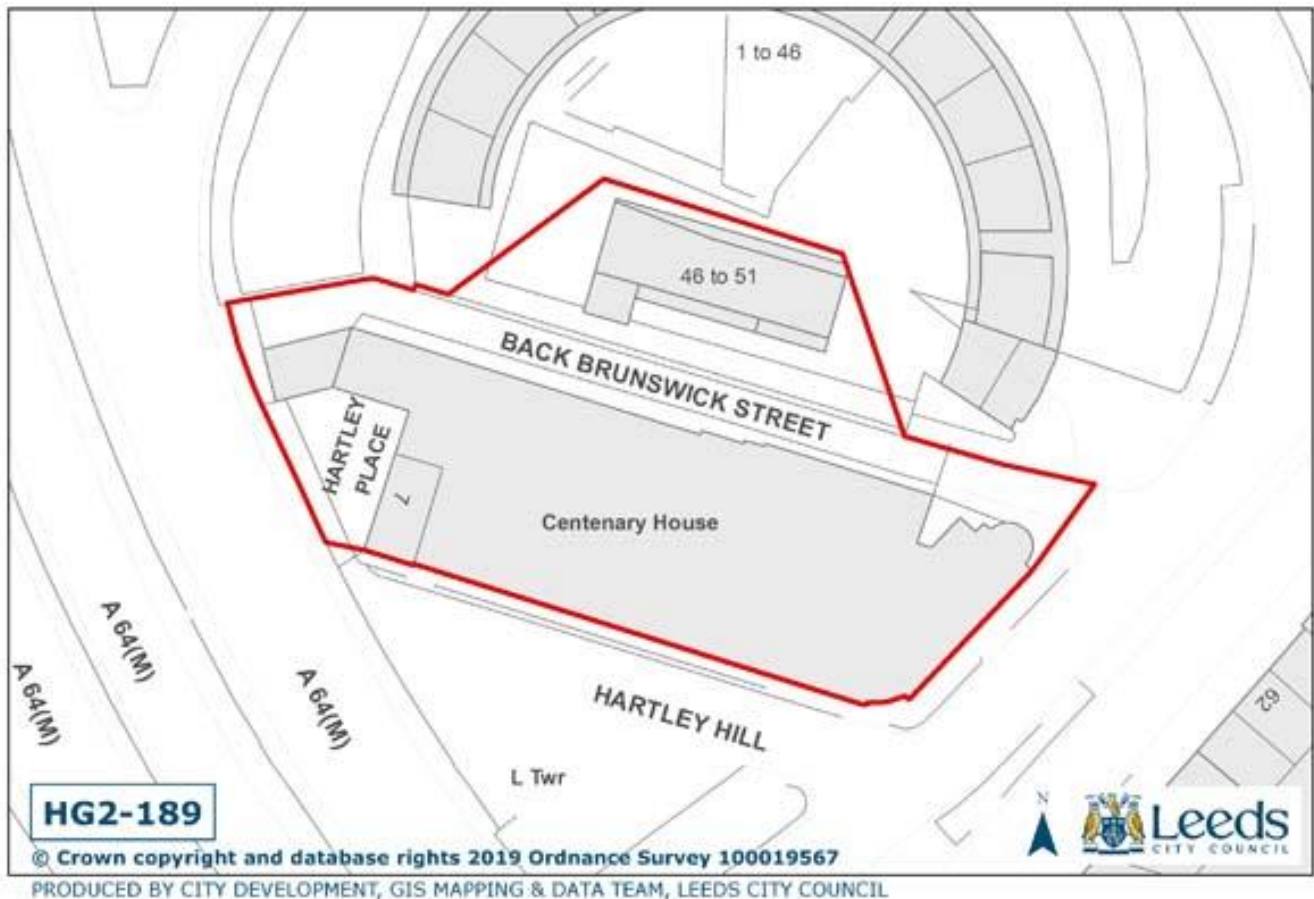 1 to 46
46 to 51
BACK BRUNSWICK STREET
HARTLEY
PLACE
7
Centenary House
A 64(M)
A 64(M)
A 64(M)
HARTLEY HILL
62
L Twr
HG2-189
N
Leeds
CITY COUNCIL
© Crown copyright and database rights 2019 Ordnance Survey 100019567
PRODUCED BY CITY DEVELOPMENT, GIS MAPPING & DATA TEAM, LEEDS CITY COUNCIL